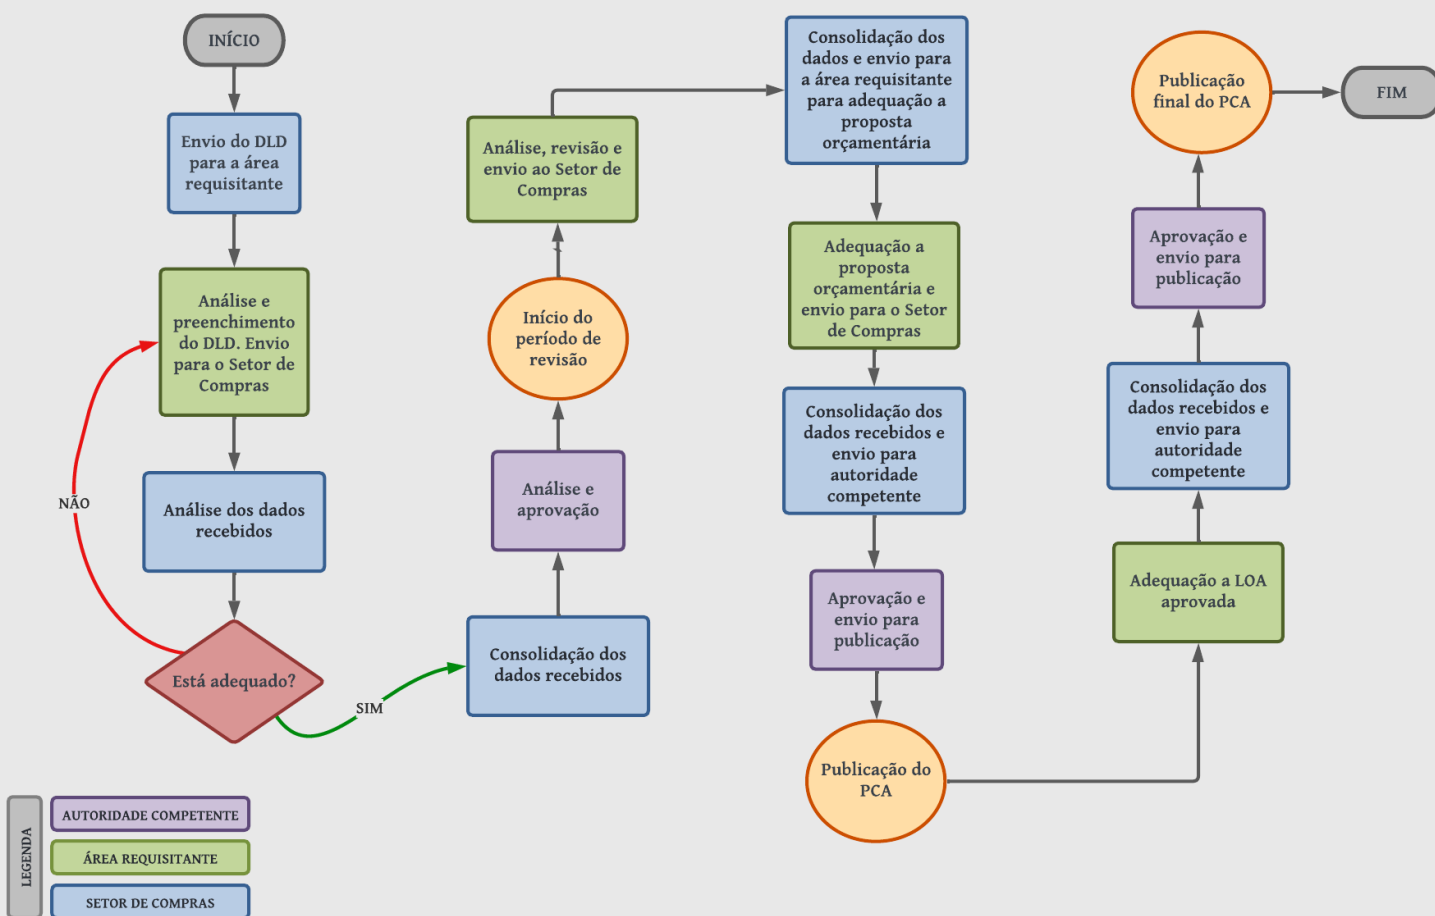 INÍCIO
Envio do DLD
para a área
requisitante
Análise e
preenchimento
do DLD. Envio
para o Setor de
Compras
NÃO
Análise dos dados
recebidos
Está adequado?
SIM
Consolidação dos
dados recebidos
Análise e
aprovação
Início do
período de
revisão
Análise, revisão e
envio ao Setor de
Compras
Consolidação dos
dados e envio para
a área requisitante
para adequação a
proposta
orçamentária
Adequação a
proposta
orçamentária e
envio para o Setor
de Compras
Consolidação dos
dados recebidos e
envio para
autoridade
competente
Aprovação e
envio para
publicação
Publicação do
PCA
Adequação a LOA
aprovada
Consolidação dos
dados recebidos e
envio para
autoridade
competente
Aprovação e
envio para
publicação
Publicação
final do PCA
FIM
LEGENDA
AUTORIDADE COMPETENTE
ÁREA REQUISITANTE
SETOR DE COMPRAS